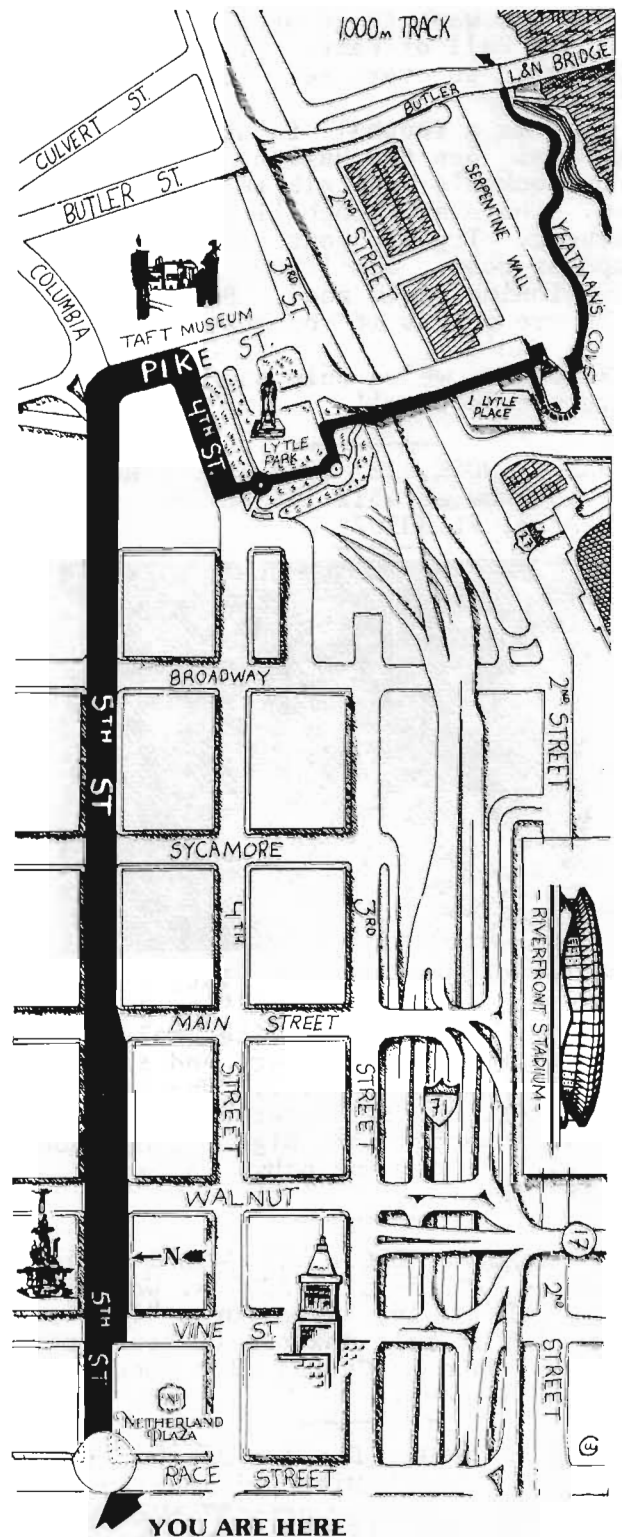 1000m TRACK
OHIO R
L&N BRIDGE
BUTLER
CULVERT ST.
BUTLER ST.
2ND STREET
SERPENTINE WALL
YEATMAN'S COVE
COLUMBIA
3RD ST.
TAFT MUSEUM
PIKE ST.
4TH ST.
LYTLE PARK
1 LYTLE PLACE
27
BROADWAY
5TH ST
2ND STREET
SYCAMORE
4TH
3RD
- RIVERFRONT STADIUM -
MAIN STREET
STREET
STREET
71
WALNUT
N
17
5TH ST
VINE ST.
2ND STREET
N
NETHERLAND PLAZA
RACE STREET
YOU ARE HERE